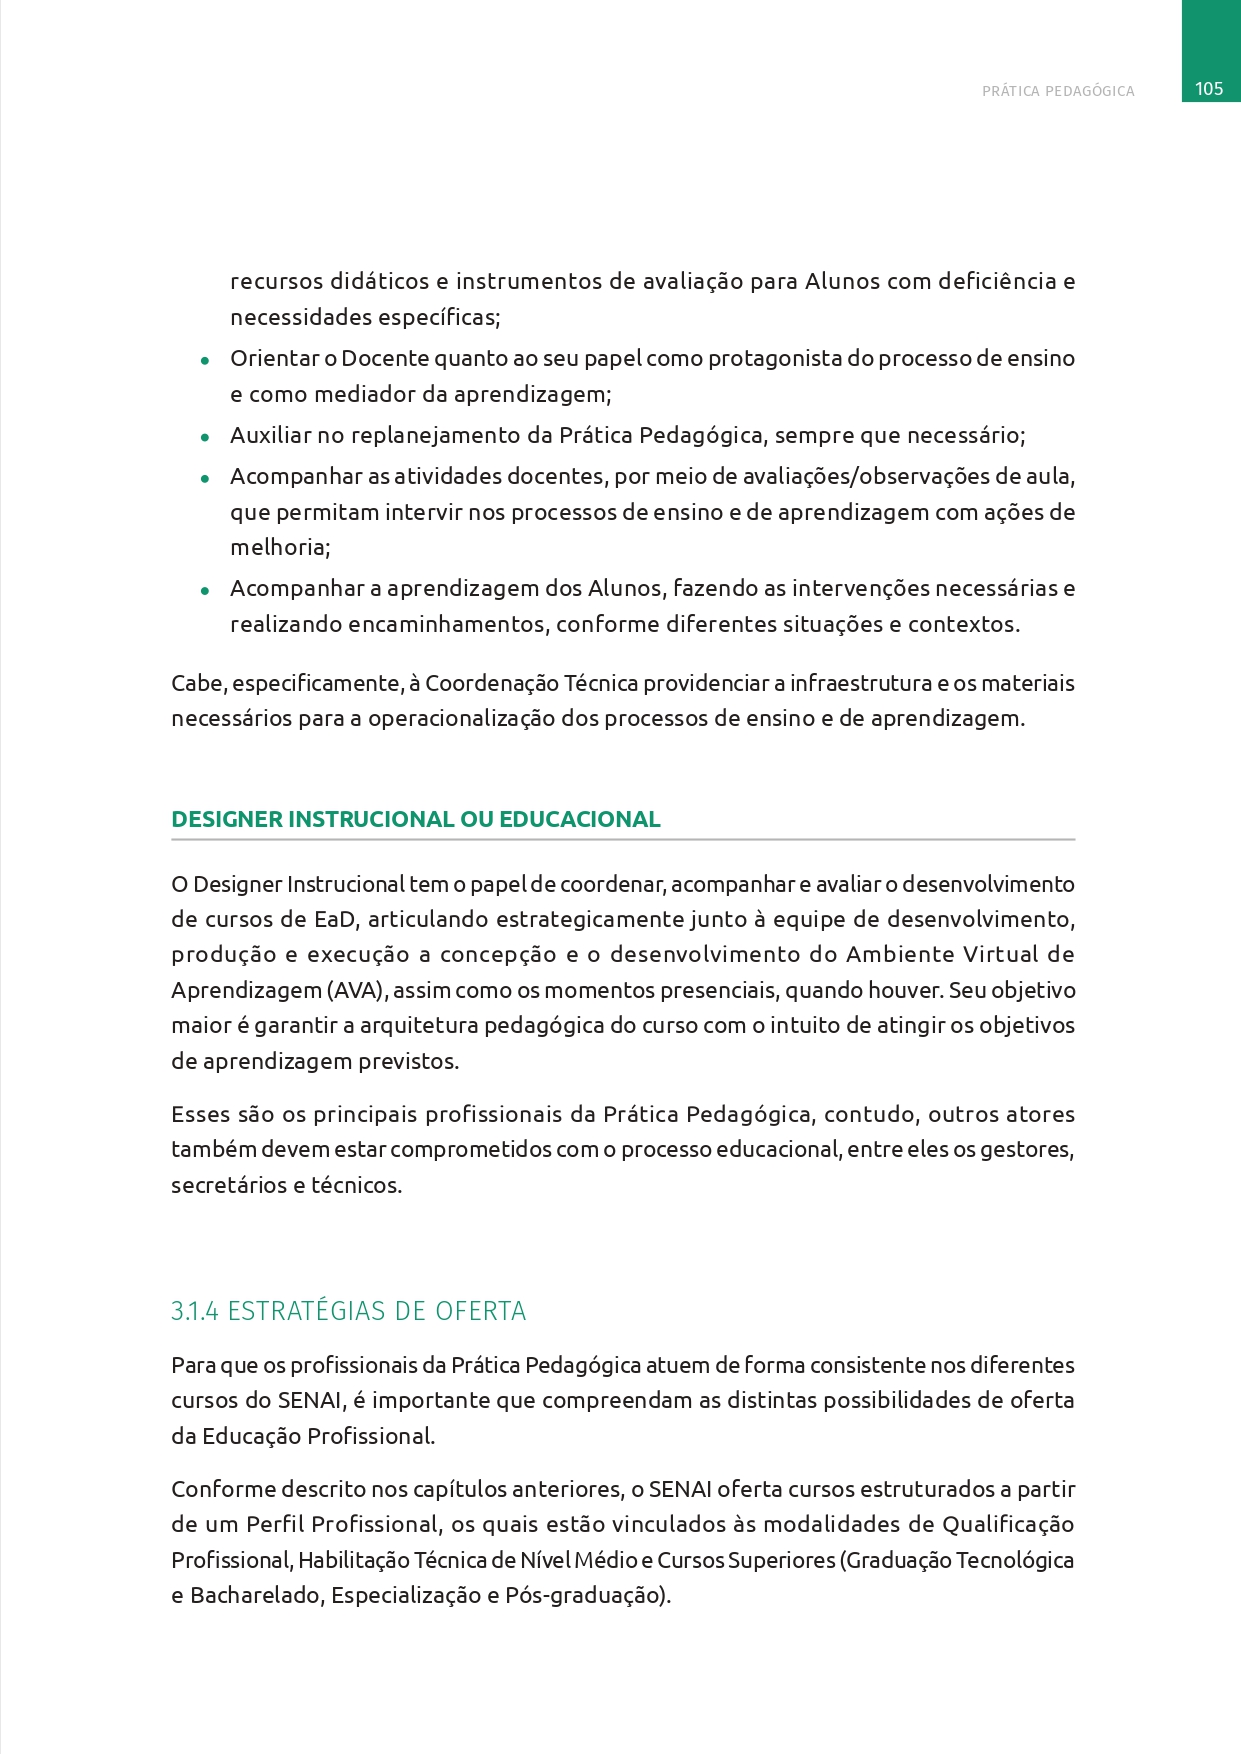 PRÁTICA PEDAGÓGICA
105
recursos didáticos e instrumentos de avaliação para Alunos com deficiência e
necessidades específicas;
• Orientar o Docente quanto ao seu papel como protagonista do processo de ensino
e como mediador da aprendizagem;
• Auxiliar no replanejamento da Prática Pedagógica, sempre que necessário;
• Acompanhar as atividades docentes, por meio de avaliações/observações de aula,
que permitam intervir nos processos de ensino e de aprendizagem com ações de
melhoria;
• Acompanhar a aprendizagem dos Alunos, fazendo as intervenções necessárias e
realizando encaminhamentos, conforme diferentes situações e contextos.
Cabe, especificamente, à Coordenação Técnica providenciar a infraestrutura e os materiais
necessários para a operacionalização dos processos de ensino e de aprendizagem.
DESIGNER INSTRUCIONAL OU EDUCACIONAL
O Designer Instrucional tem o papel de coordenar, acompanhar e avaliar o desenvolvimento
de cursos de EaD, articulando estrategicamente junto à equipe de desenvolvimento,
produção e execução a concepção e o desenvolvimento do Ambiente Virtual de
Aprendizagem (AVA), assim como os momentos presenciais, quando houver. Seu objetivo
maior é garantir a arquitetura pedagógica do curso com o intuito de atingir os objetivos
de aprendizagem previstos.
Esses são os principais profissionais da Prática Pedagógica, contudo, outros atores
também devem estar comprometidos com o processo educacional, entre eles os gestores,
secretários e técnicos.
3.1.4 ESTRATÉGIAS DE OFERTA
Para que os profissionais da Prática Pedagógica atuem de forma consistente nos diferentes
cursos do SENAI, é importante que compreendam as distintas possibilidades de oferta
da Educação Profissional.
Conforme descrito nos capítulos anteriores, o SENAI oferta cursos estruturados a partir
de um Perfil Profissional, os quais estão vinculados às modalidades de Qualificação
Profissional, Habilitação Técnica de Nível Médio e Cursos Superiores (Graduação Tecnológica
e Bacharelado, Especialização e Pós-graduação).